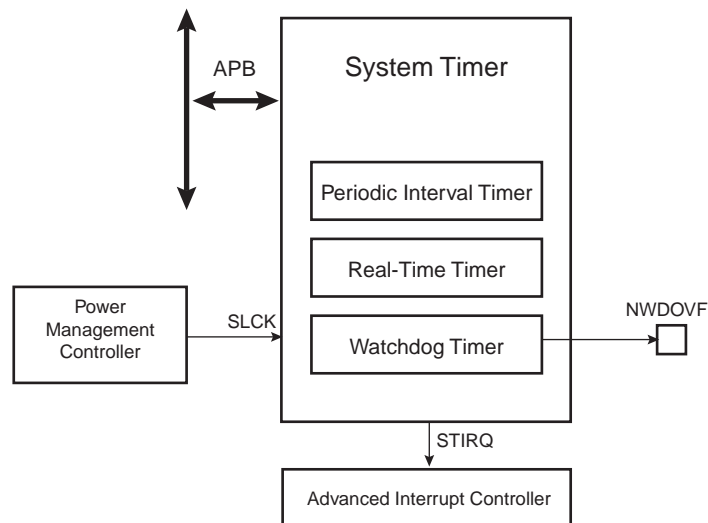 System Timer
APB
Periodic Interval Timer
Real-Time Timer
Power
Management
Controller
SLCK
Watchdog Timer
NWDOVF
STIRQ
Advanced Interrupt Controller